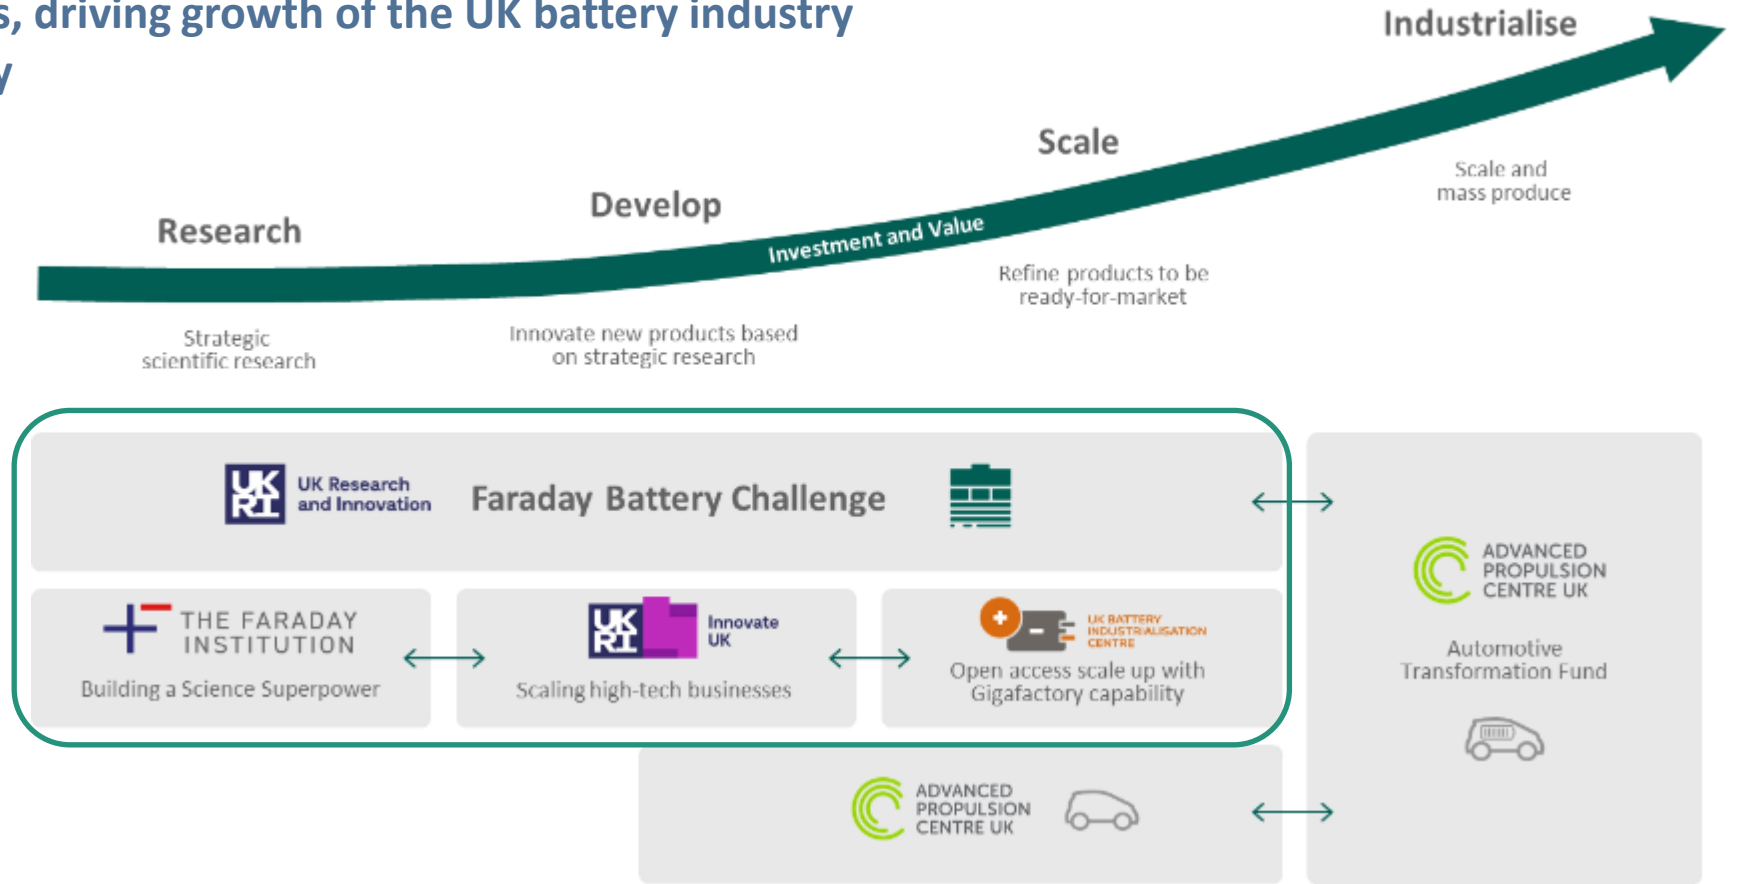 s, driving growth of the UK battery industry
y
Industrialise
Scale
Develop
Research
Investment and Value
Scale and
mass produce
Refine products to be
ready-for-market
Innovate new products based
on strategic research
Strategic
scientific research
UK
RI
UK Research
and Innovation
Faraday Battery Challenge
THE FARADAY
INSTITUTION
Building a Science Superpower
UK
RI
Innovate
UK
Scaling high-tech businesses
UK BATTERY
INDUSTRIALISATION
CENTRE
Open access scale up with
Gigafactory capability
ADVANCED
PROPULSION
CENTRE UK
Automotive
Transformation Fund
ADVANCED
PROPULSION
CENTRE UK